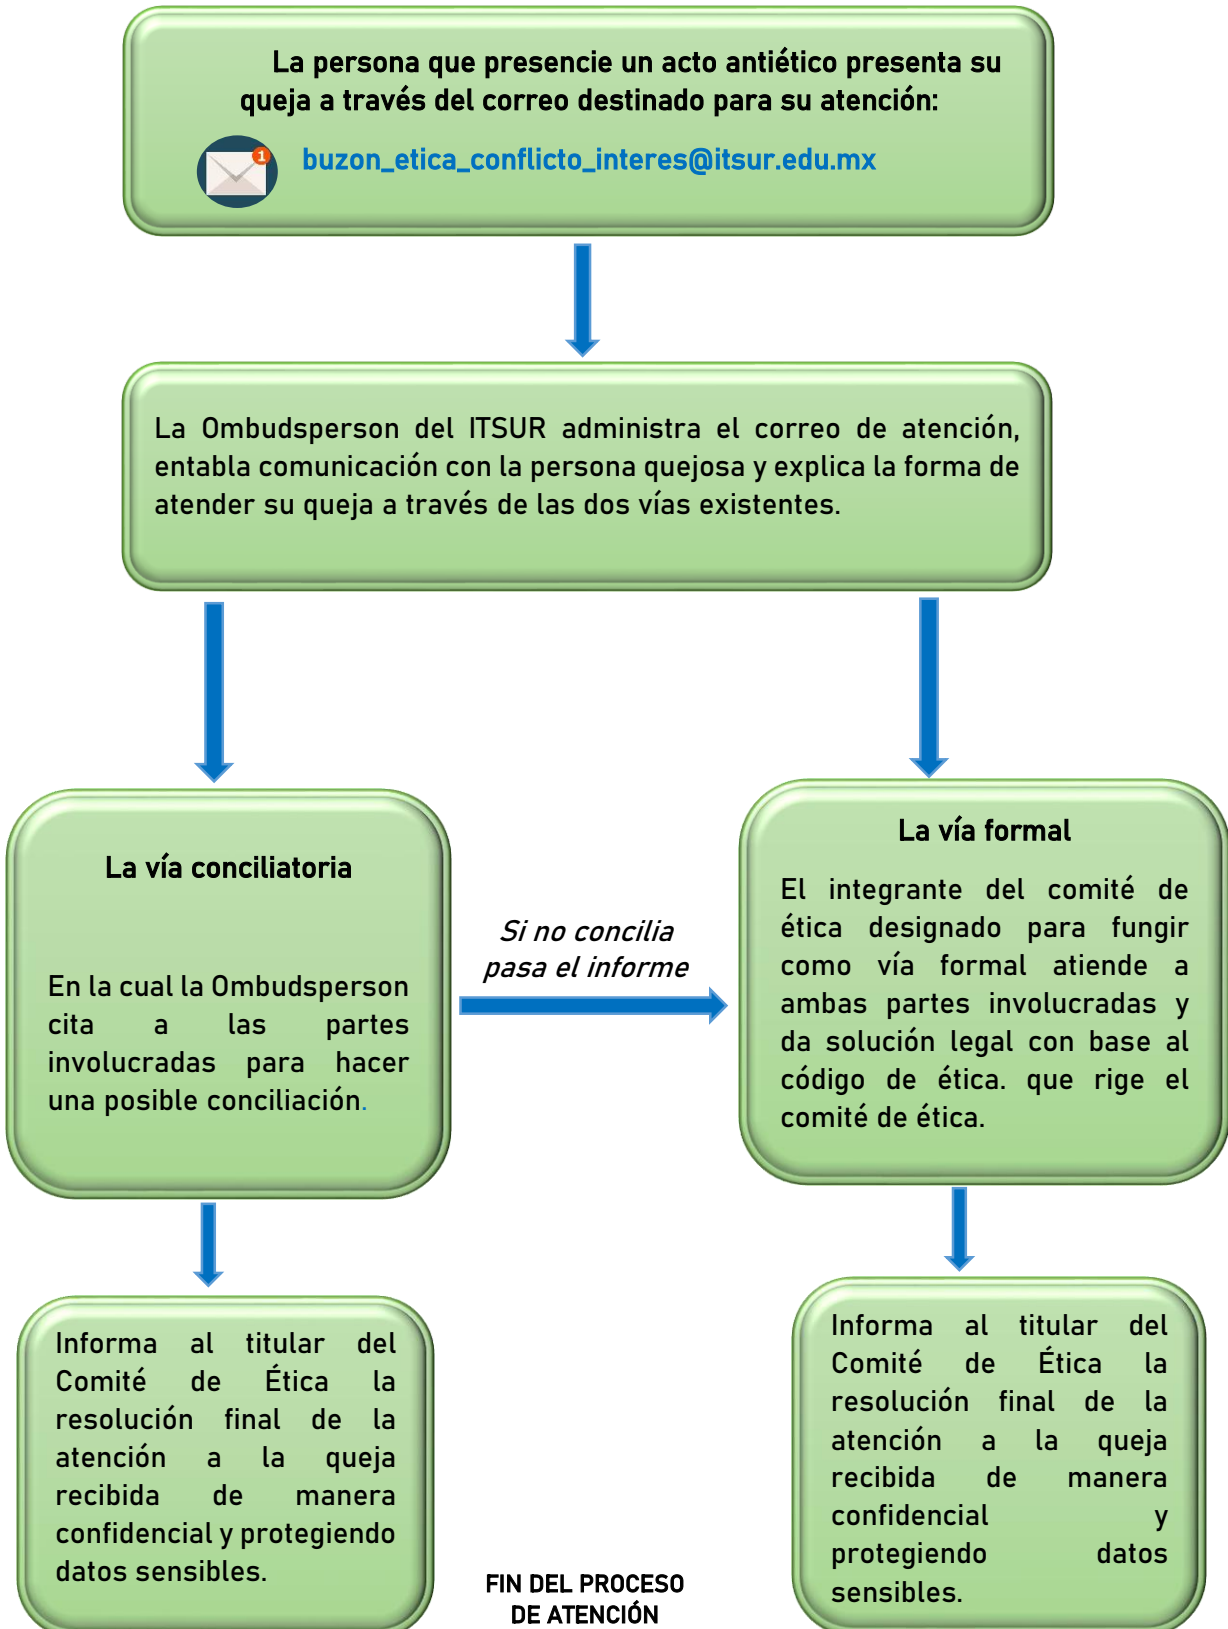 La persona que presencie un acto antiético presenta su
queja a través del correo destinado para su atención:
1
buzon_etica_conflicto_interes@itsur.edu.mx
La Ombudsperson del ITSUR administra el correo de atención,
entabla comunicación con la persona quejosa y explica la forma de
atender su queja a través de las dos vías existentes.
La vía conciliatoria
En la cual la Ombudsperson
cita a las partes
involucradas para hacer
una posible conciliación.
Si no concilia
pasa el informe
La vía formal
El integrante del comité de
ética designado para fungir
como vía formal atiende a
ambas partes involucradas y
da solución legal con base al
código de ética. que rige el
comité de ética.
Informa al titular del
Comité de Ética la
resolución final de la
atención a la queja
recibida de manera
confidencial y protegiendo
datos sensibles.
Informa al titular del
Comité de Ética la
resolución final de la
atención a la queja
recibida de manera
confidencial y
protegiendo datos
sensibles.
FIN DEL PROCESO
DE ATENCIÓN